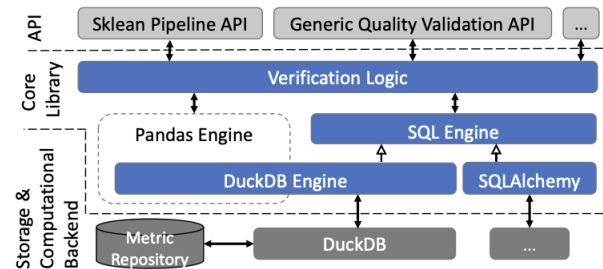 API
Sklean Pipeline API
Generic Quality Validation API
...
Core
Library
Verification Logic
Pandas Engine
SQL Engine
DuckDB Engine
SQLAlchemy
Storage &
Computational
Backend
Metric
Repository
DuckDB
...